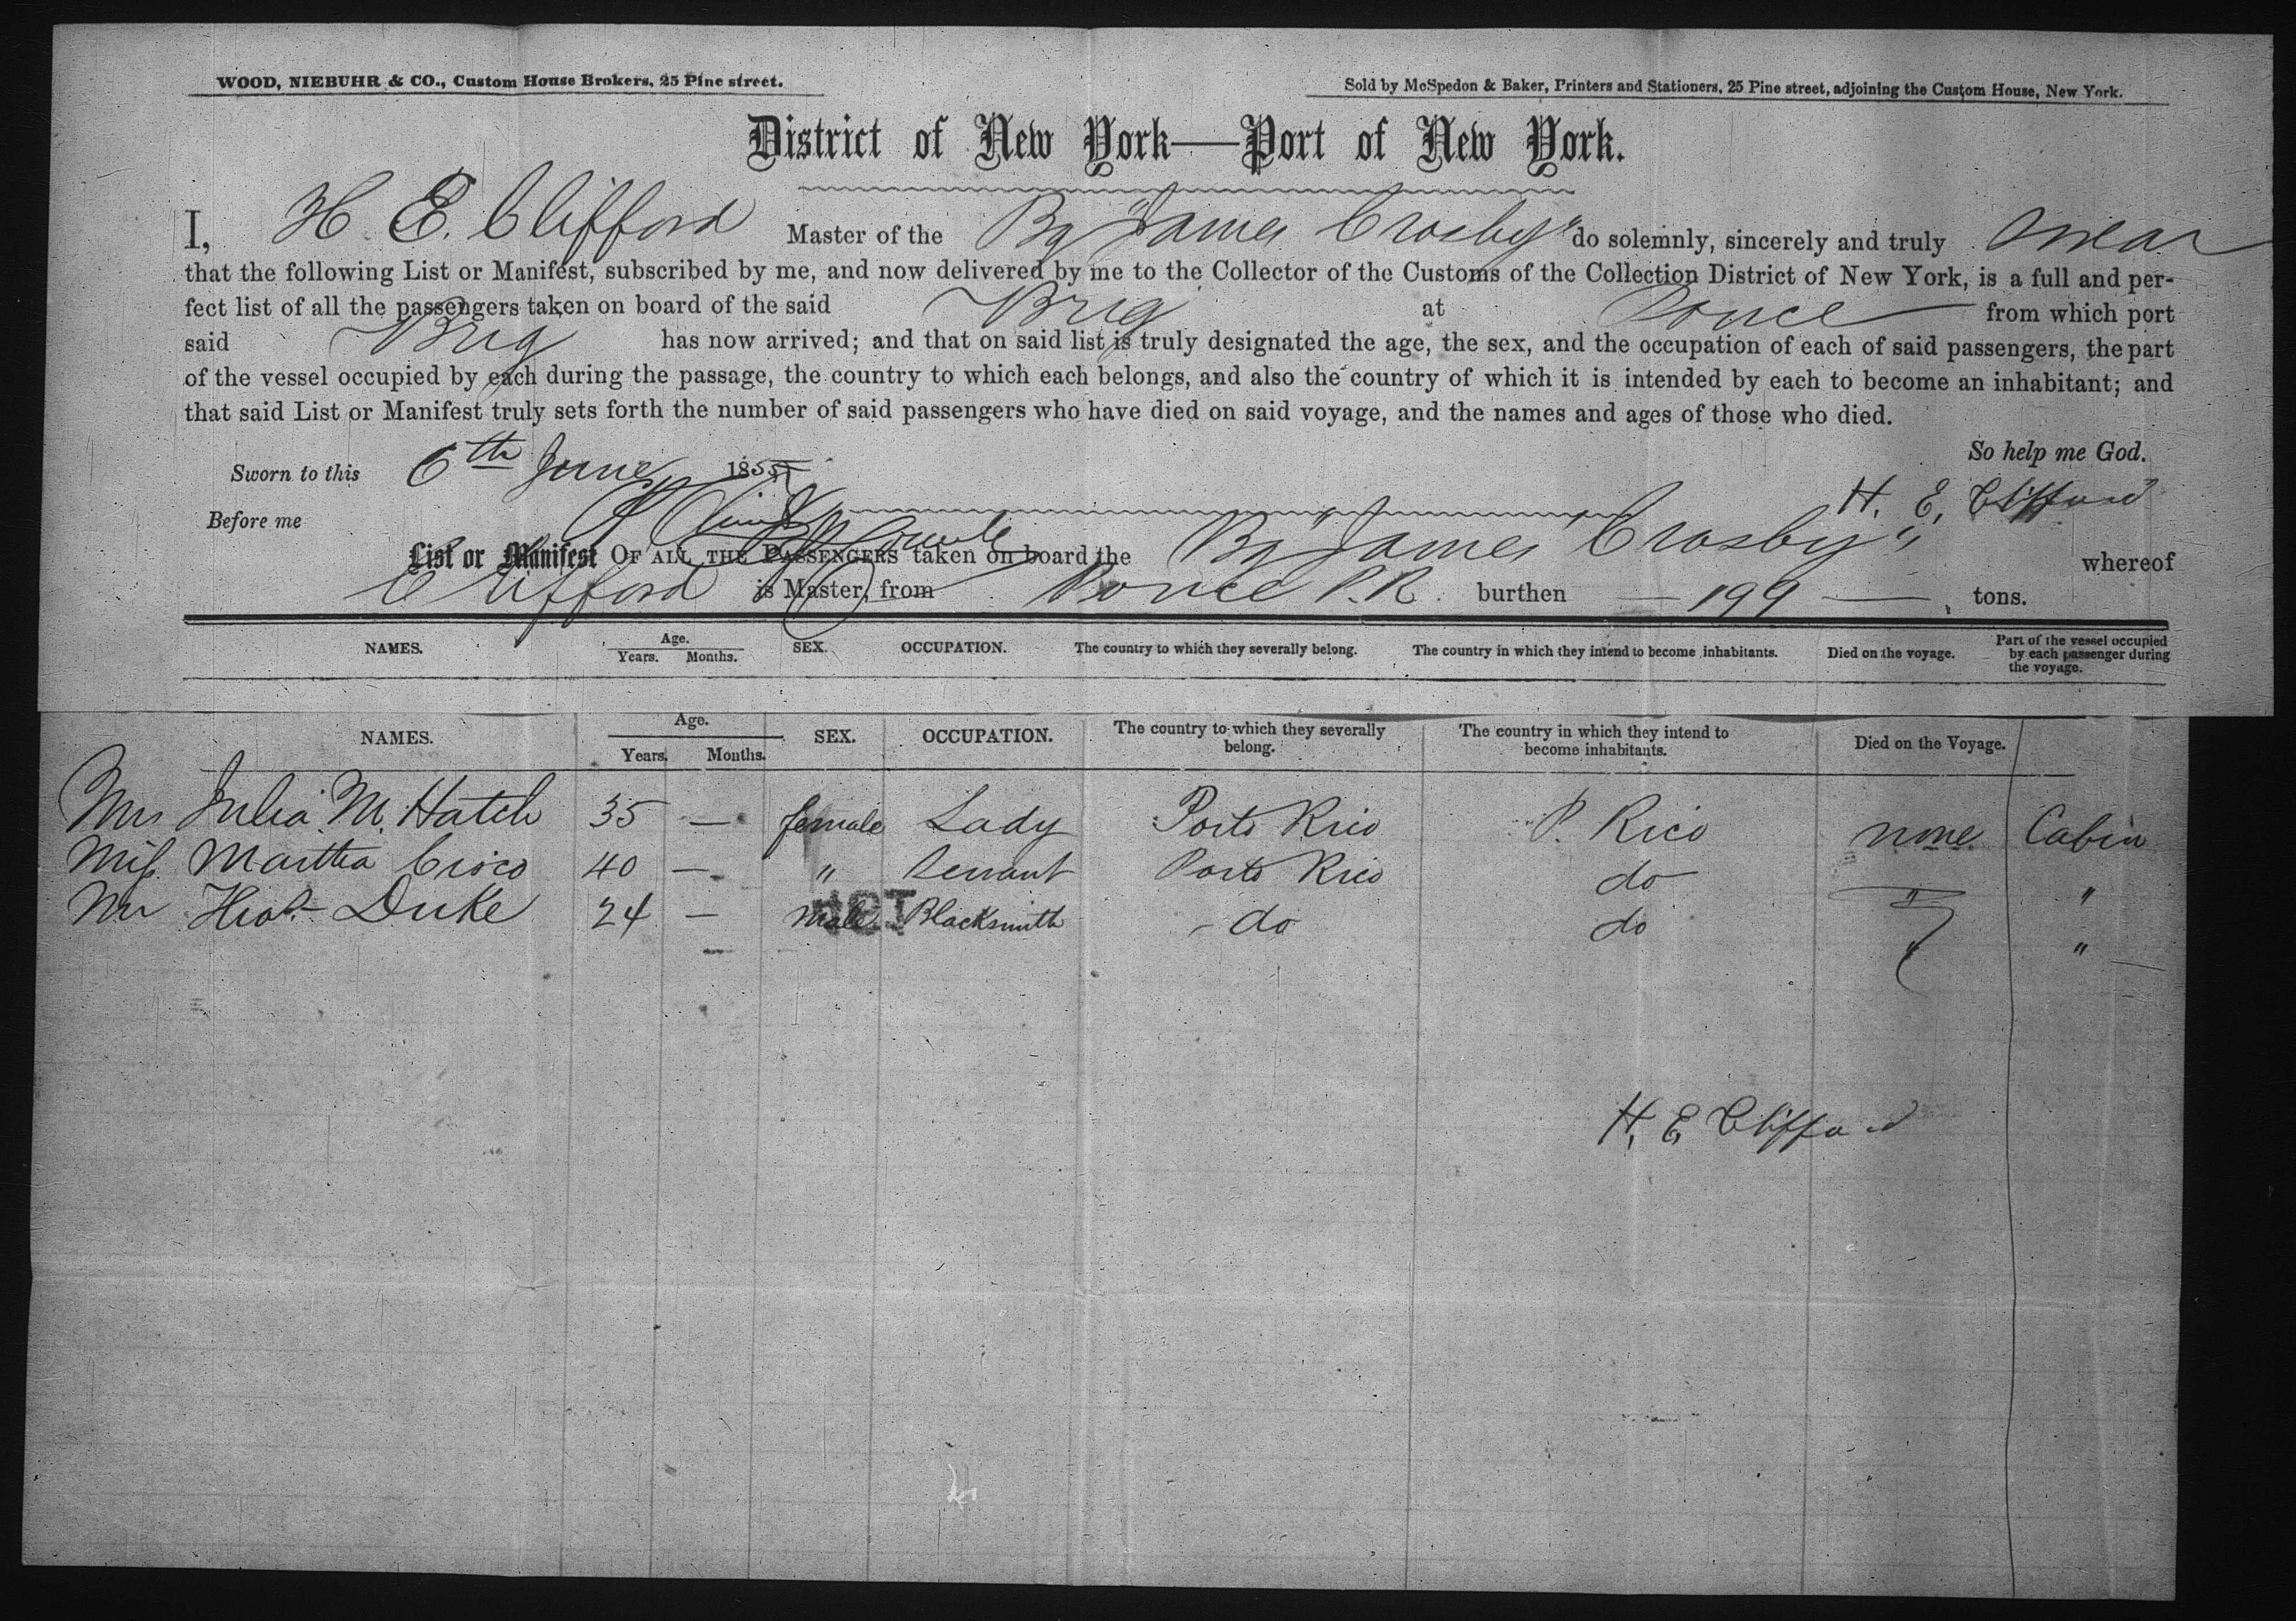 WOOD, NIEBUHR & CO., Custom House Brokers, 25 Pine street.
Sold by McSpedon & Baker, Printers and Stationers, 25 Pine street, adjoining the Custom House, New York.
District of New York—Port of New York.
I, H. E. Clifford Master of the Bg "James Crosby" do solemnly, sincerely and truly swear
that the following List or Manifest, subscribed by me, and now delivered by me to the Collector of the Customs of the Collection District of New York, is a full and per-
fect list of all the passengers taken on board of the said Brig at Ponce from which port
said Brig has now arrived; and that on said list is truly designated the age, the sex, and the occupation of each of said passengers, the part
of the vessel occupied by each during the passage, the country to which each belongs, and also the country of which it is intended by each to become an inhabitant; and
that said List or Manifest truly sets forth the number of said passengers who have died on said voyage, and the names and ages of those who died.
So help me God.
Sworn to this 6th June 1855
H. E. Clifford
Before me
List or Manifest OF ALL THE PASSENGERS taken on board the Bg "James Crosby" whereof
Clifford is Master, from Ponce P.R. burthen — 199 — tons.
NAMES. Age. Years. Months. SEX. OCCUPATION. The country to which they severally belong. The country in which they intend to become inhabitants. Died on the voyage. Part of the vessel occupied by each passenger during the voyage.
NAMES. Age. Years. Months. SEX. OCCUPATION. The country to which they severally belong. The country in which they intend to become inhabitants. Died on the Voyage.
Mrs Julia M. Hatch 35 — female Lady Porto Rico P. Rico none Cabin
Miss Martha Cisco 40 — " Servant Porto Rico do " "
Mr Duke 24 — male Blacksmith do do " "
H. E. Clifford